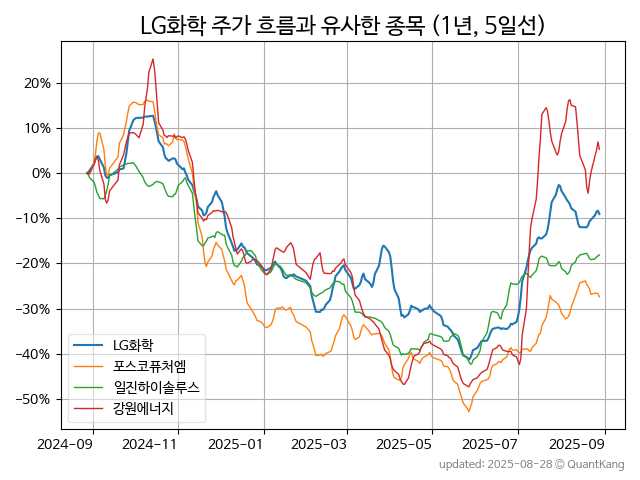 LG화학 주가 흐름과 유사한 종목 (1년, 5일선)
20%
10%
0%
−10%
−20%
−30%
−40%
−50%
LG화학
포스코퓨처엠
일진하이솔루스
강원에너지
2024-09 2024-11 2025-01 2025-03 2025-05 2025-07 2025-09
updated: 2025-08-28 © QuantKang